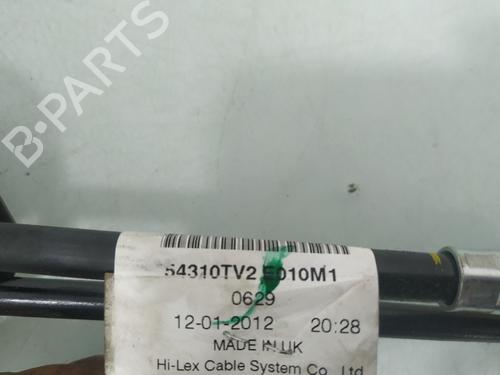 B-PARTS
54310TV2 E010M1
0629
12-01-2012 20:28
MADE IN UK
Hi-Lex Cable System Co., Ltd